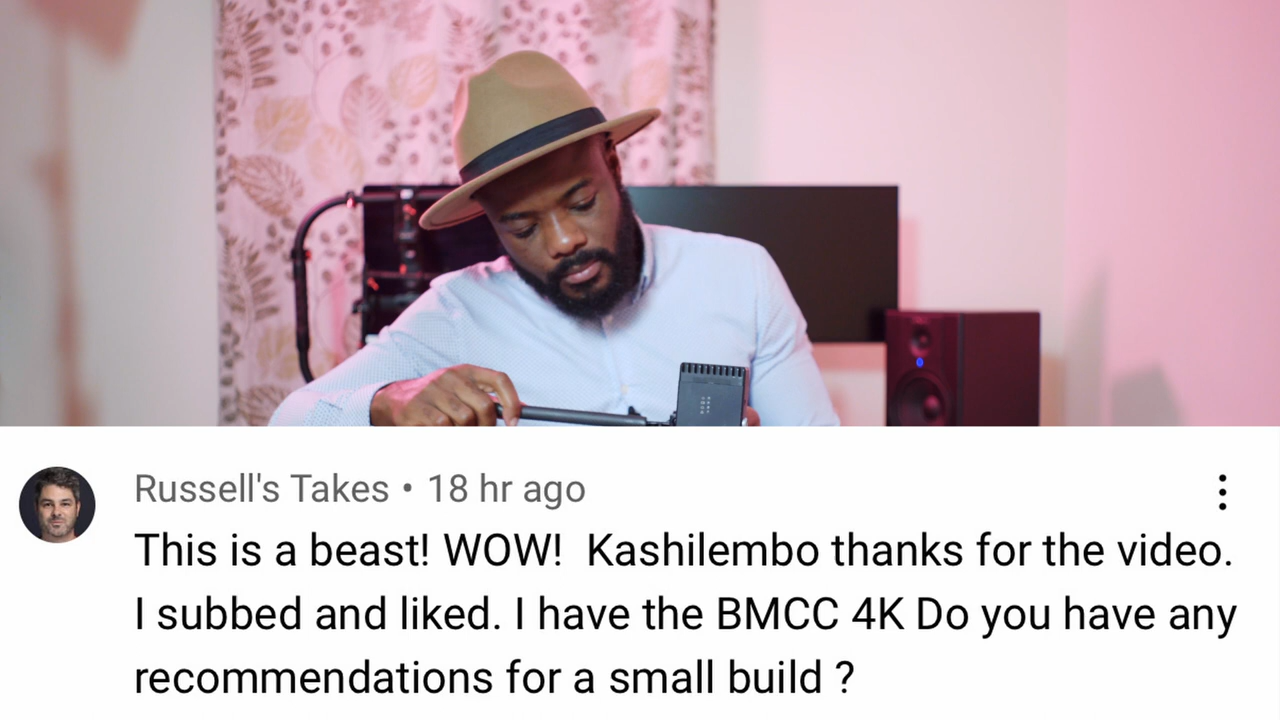 Russell's Takes • 18 hr ago
This is a beast! WOW!  Kashilembo thanks for the video.
I subbed and liked. I have the BMCC 4K Do you have any
recommendations for a small build ?